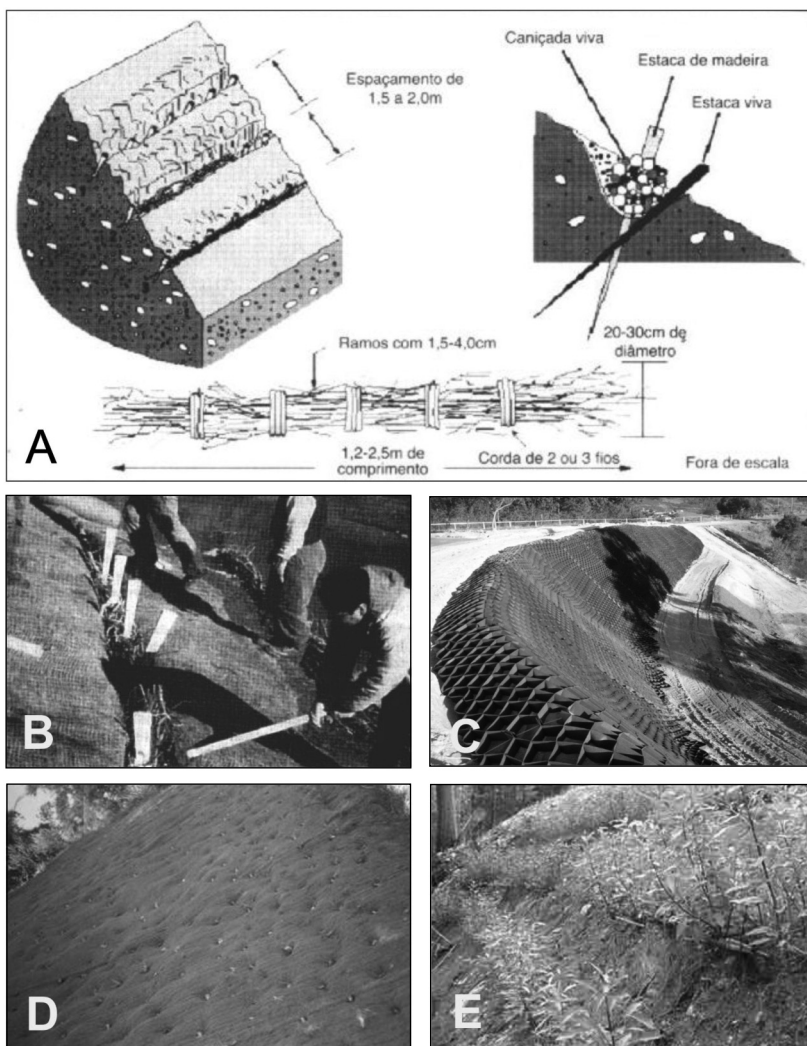 Caniçada viva
Espaçamento de
1,5 a 2,0m
Estaca de madeira
Estaca viva
Ramos com 1,5-4,0cm
20-30cm de
diâmetro
A
1,2-2,5m de
comprimento
Corda de 2 ou 3 fios
Fora de escala
B
C
D
E